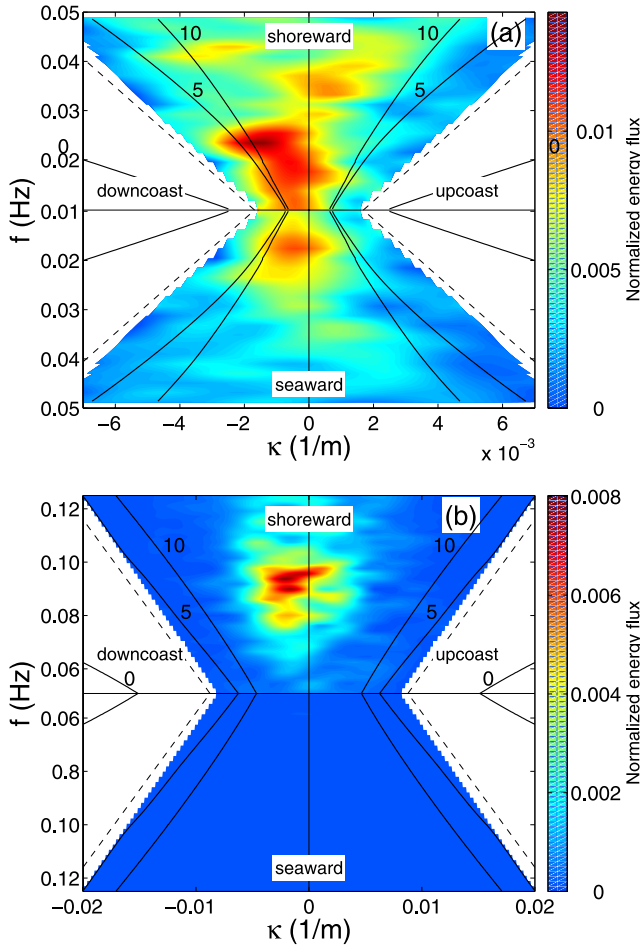 (a)
shoreward
10
10
5
5
0
0
downcoast
upcoast
seaward
0.05
0.04
0.03
0.02
0.01
0.02
0.03
0.04
0.05
f (Hz)
−6 −4 −2 0 2 4 6
κ (1/m)
x 10⁻³
0.01
0.005
0
Normalized energy flux
(b)
shoreward
10
10
5
5
downcoast
upcoast
0
0
seaward
0.12
0.10
0.08
0.06
0.06
0.8
0.10
0.12
f (Hz)
−0.02 −0.01 0 0.01 0.02
κ (1/m)
0.008
0.006
0.004
0.002
0
Normalized energy flux